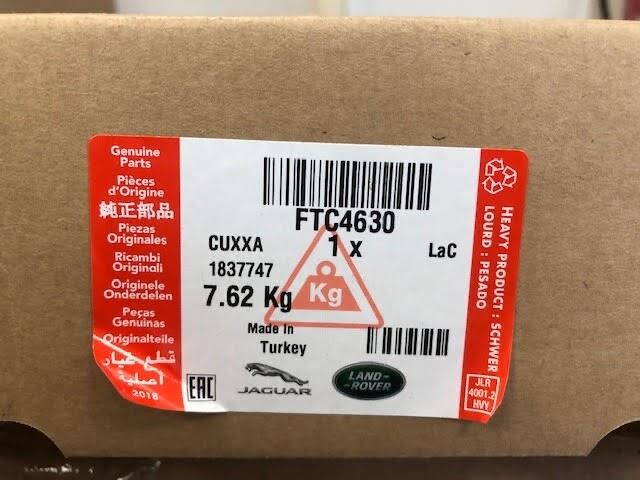 Genuine
Parts
Pièces
d'Origine
純正部品
Piezas
Originales
Ricambi
Originali
Originele
Onderdelen
Peças
Genuinas
Originalteile
قطع غيار
أصلية
2018
FTC4630
1 x
CUXXA
LaC
1837747
7.62 Kg
Kg
Made In
Turkey
EAC
JAGUAR
LAND-
-ROVER
HEAVY PRODUCT : SCHWER
LOURD : PESADO
JLR
4001.2
HVY